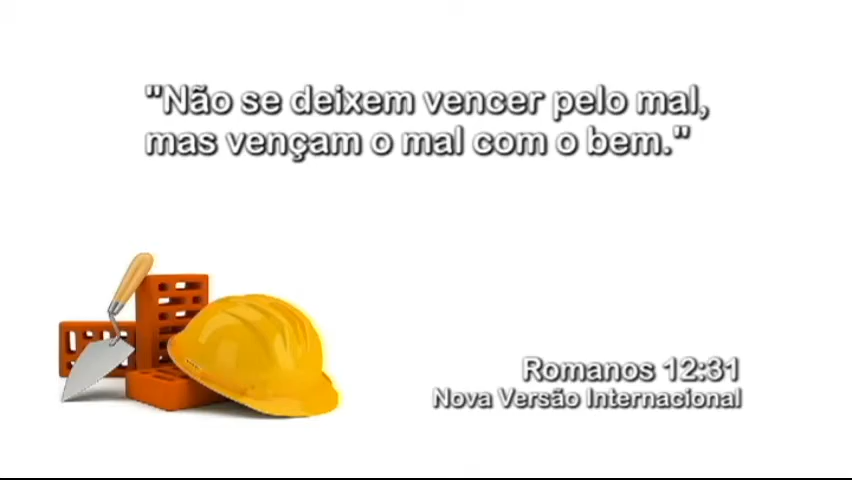 "Não se deixem vencer pelo mal,
mas vençam o mal com o bem."
Romanos 12:31
Nova Versão Internacional